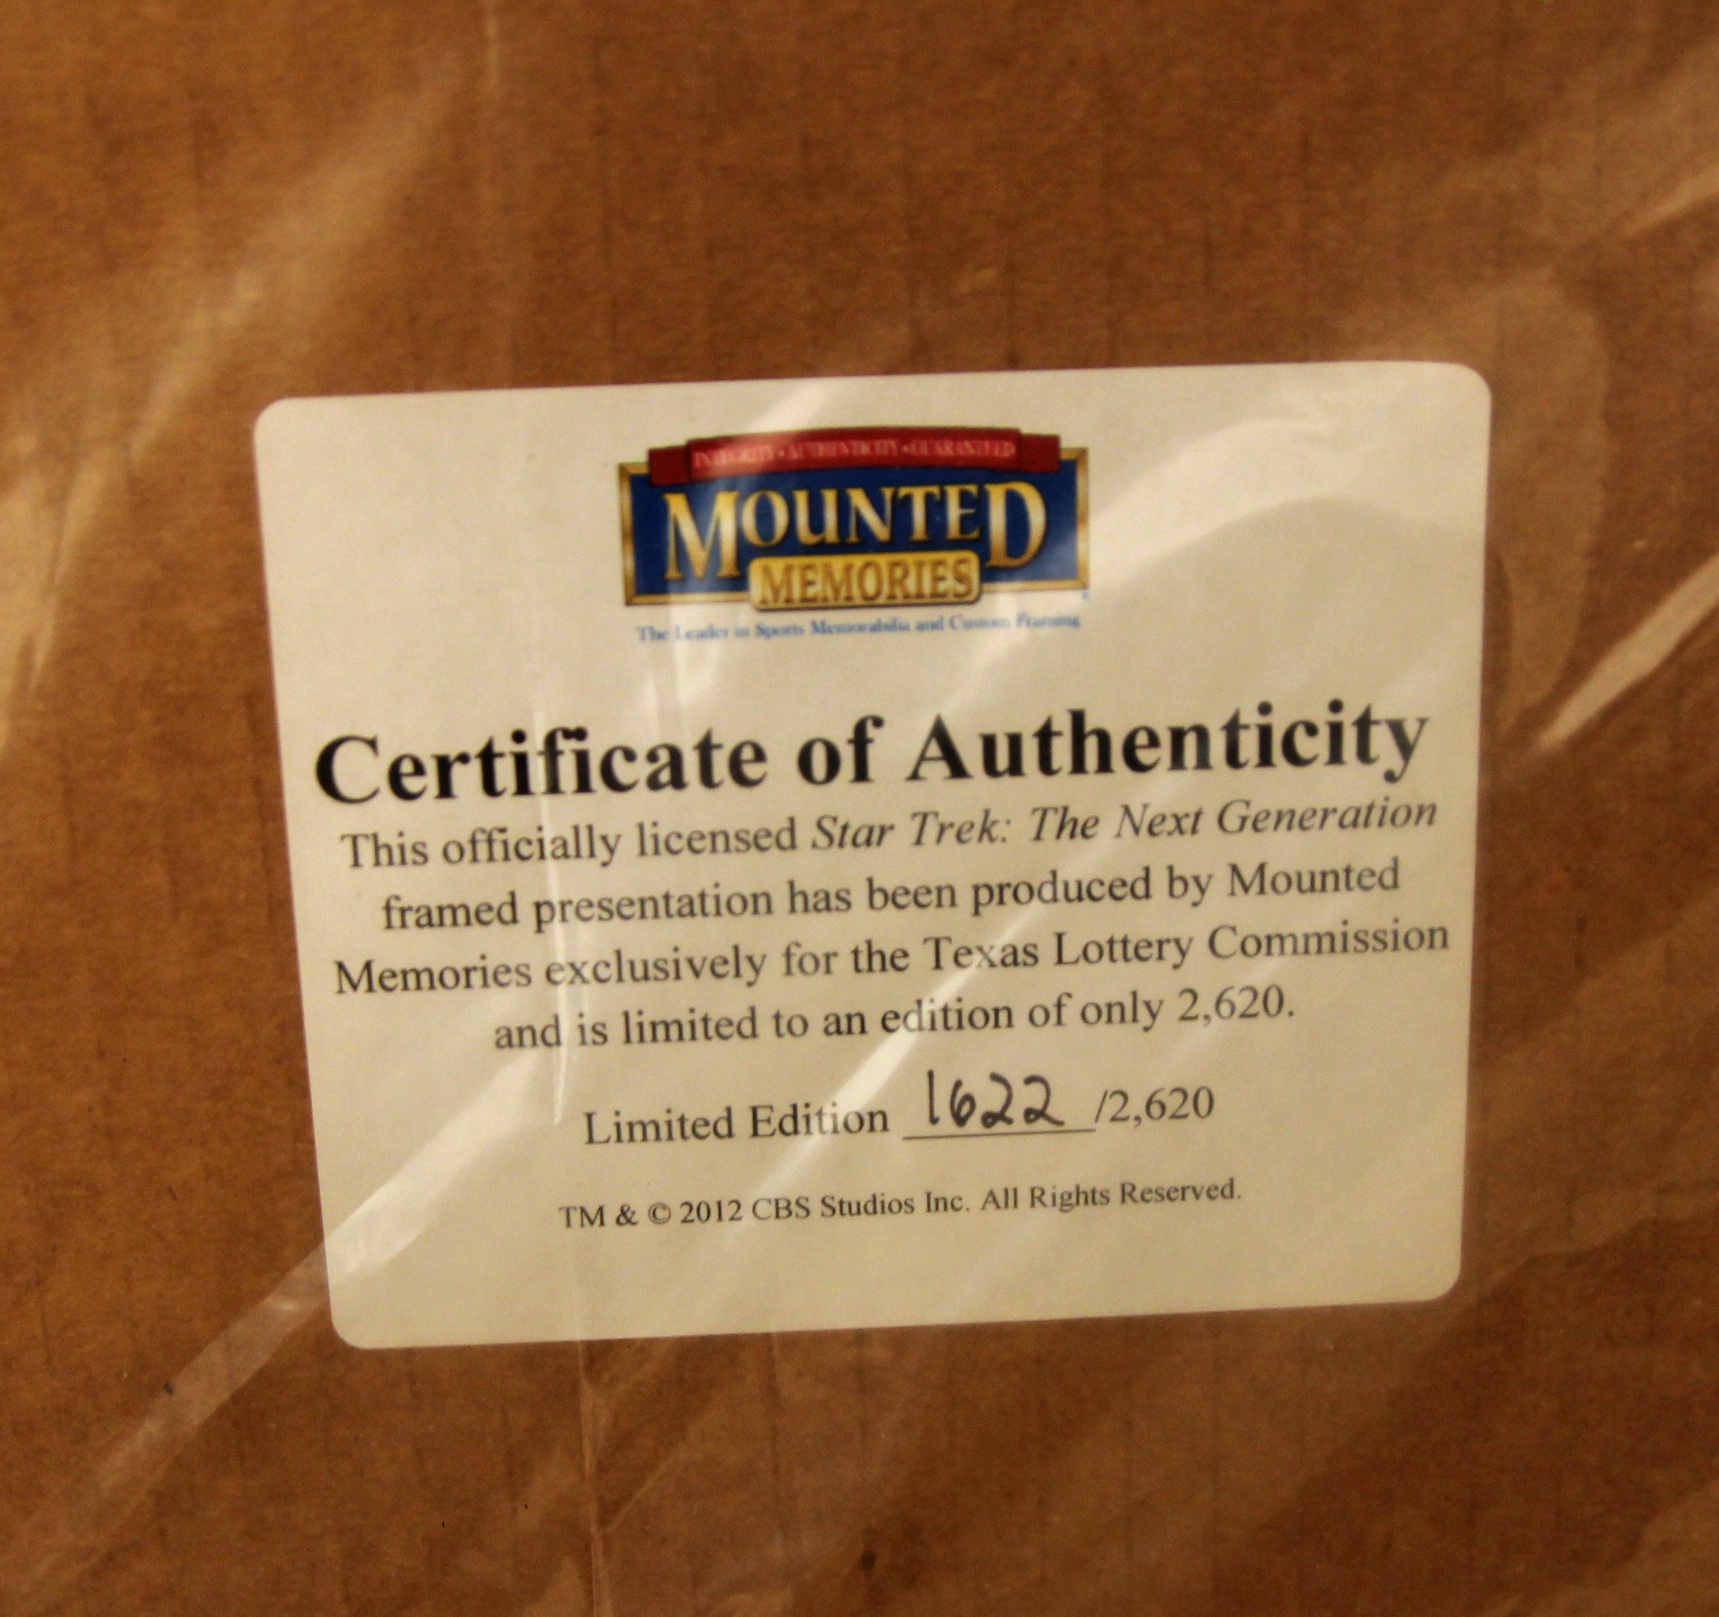 INTEGRITY • AUTHENTICITY • GUARANTEED
MOUNTED
MEMORIES
The Leader in Sports Memorabilia and Custom Framing
Certificate of Authenticity
This officially licensed Star Trek: The Next Generation
framed presentation has been produced by Mounted
Memories exclusively for the Texas Lottery Commission
and is limited to an edition of only 2,620.
Limited Edition 1622 /2,620
TM & © 2012 CBS Studios Inc. All Rights Reserved.